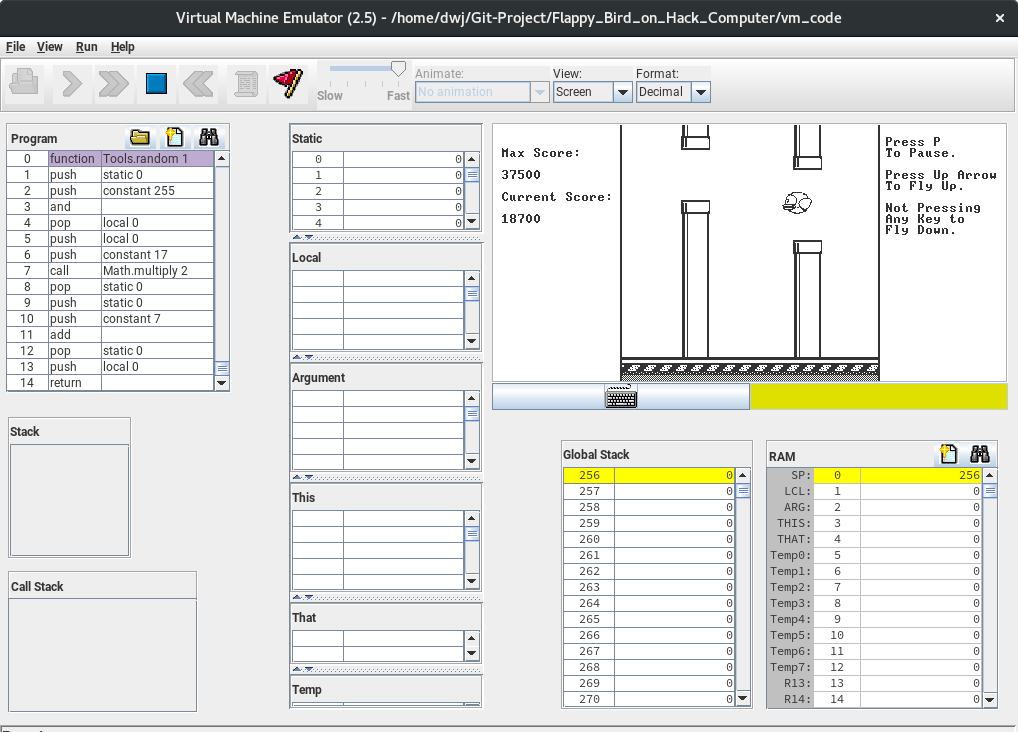 Virtual Machine Emulator (2.5) - /home/dwj/Git-Project/Flappy_Bird_on_Hack_Computer/vm_code
File View Run Help
Slow Fast
Animate:
No animation
View:
Screen
Format:
Decimal
Program
0 function Tools.random 1
1 push static 0
2 push constant 255
3 and
4 pop local 0
5 push local 0
6 push constant 17
7 call Math.multiply 2
8 pop static 0
9 push static 0
10 push constant 7
11 add
12 pop static 0
13 push local 0
14 return
Stack
Call Stack
Static
0 0
1 0
2 0
3 0
4 0
Local
Argument
This
That
Temp
Max Score:
37500
Current Score:
18700
Press P
To Pause.
Press Up Arrow
To Fly Up.
Not Pressing
Any Key to
Fly Down.
Global Stack
256 0
257 0
258 0
259 0
260 0
261 0
262 0
263 0
264 0
265 0
266 0
267 0
268 0
269 0
270 0
RAM
SP: 0 256
LCL: 1 0
ARG: 2 0
THIS: 3 0
THAT: 4 0
Temp0: 5 0
Temp1: 6 0
Temp2: 7 0
Temp3: 8 0
Temp4: 9 0
Temp5: 10 0
Temp6: 11 0
Temp7: 12 0
R13: 13 0
R14: 14 0